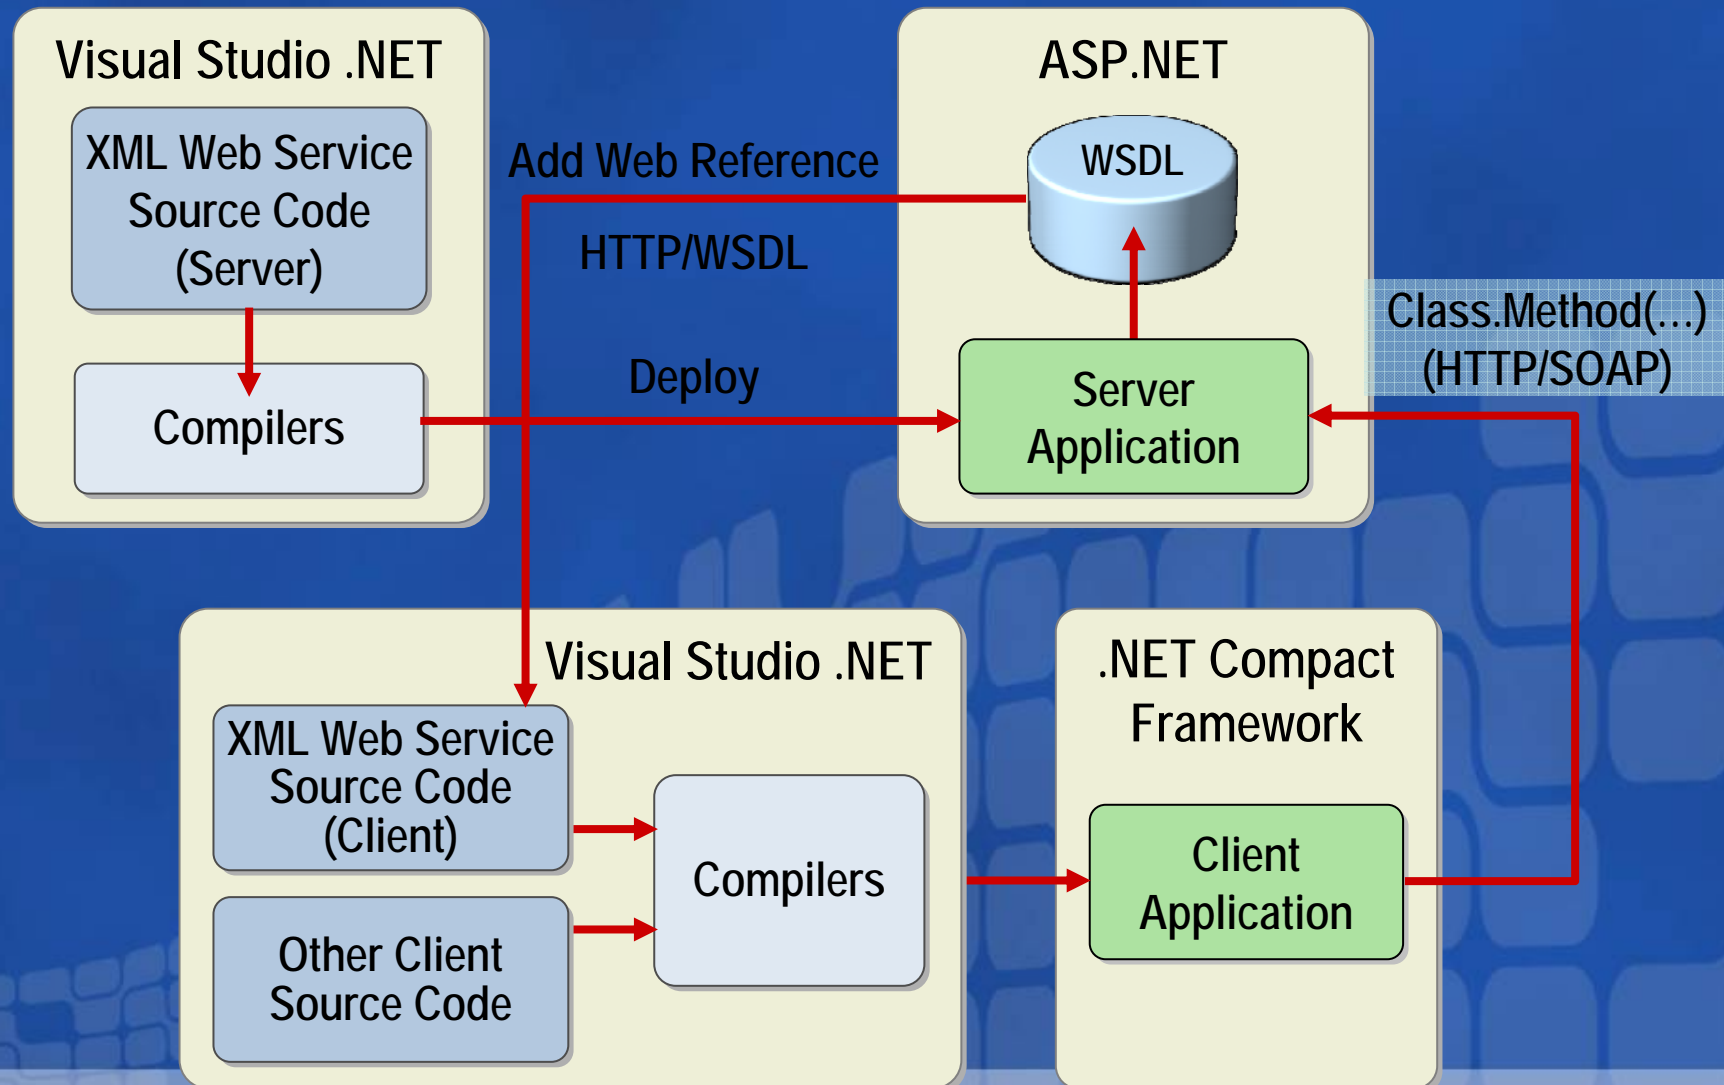 Visual Studio .NET
XML Web Service
Source Code
(Server)
Compilers
Add Web Reference
HTTP/WSDL
Deploy
ASP.NET
WSDL
Server
Application
Class.Method(...)
(HTTP/SOAP)
Visual Studio .NET
XML Web Service
Source Code
(Client)
Other Client
Source Code
Compilers
.NET Compact
Framework
Client
Application